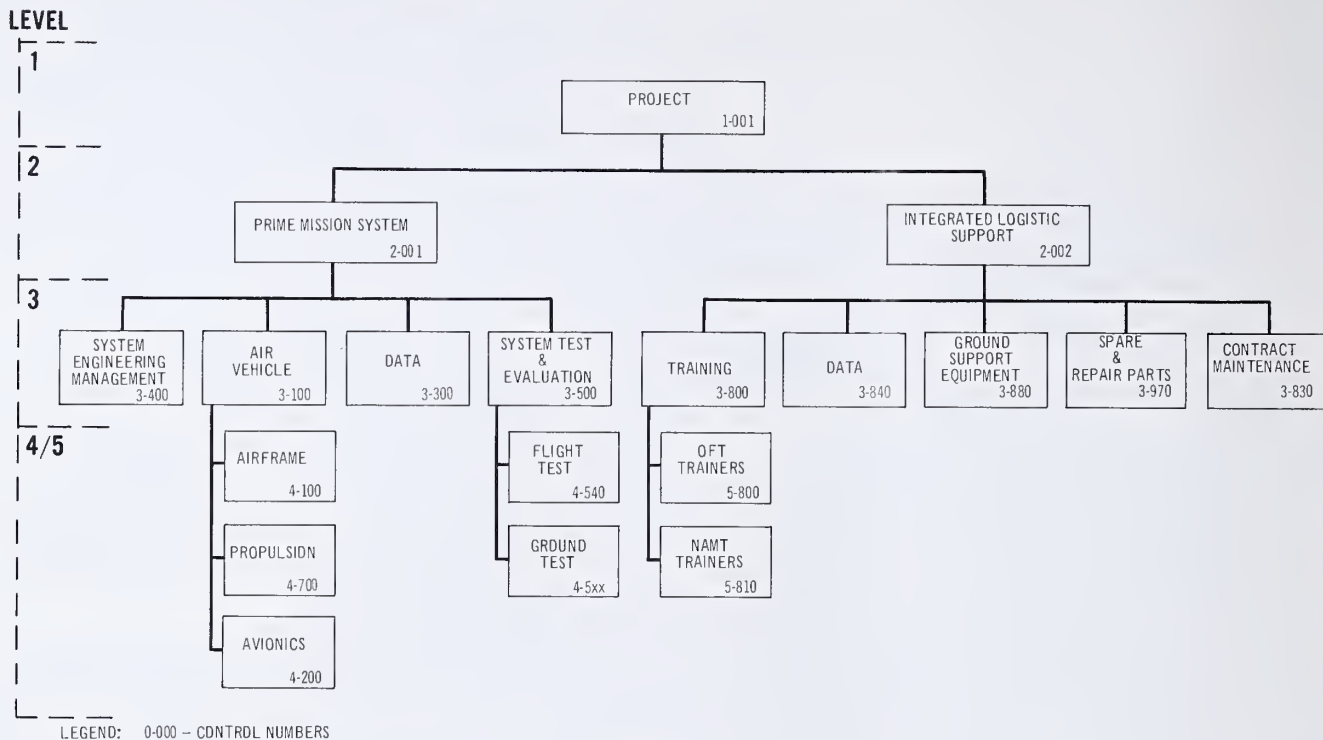 LEVEL
1
PROJECT
1-001
2
PRIME MISSION SYSTEM
2-001
INTEGRATED LOGISTIC
SUPPORT
2-002
3
SYSTEM
ENGINEERING
MANAGEMENT
3-400
AIR
VEHICLE
3-100
DATA
3-300
SYSTEM TEST
&
EVALUATION
3-500
TRAINING
3-800
DATA
3-840
GROUND
SUPPORT
EQUIPMENT
3-880
SPARE
&
REPAIR PARTS
3-970
CONTRACT
MAINTENANCE
3-830
4/5
AIRFRAME
4-100
FLIGHT
TEST
4-540
OFT
TRAINERS
5-800
PROPULSION
4-700
GROUND
TEST
4-5xx
NAMT
TRAINERS
5-810
AVIONICS
4-200
LEGEND: 0-000 – CONTROL NUMBERS